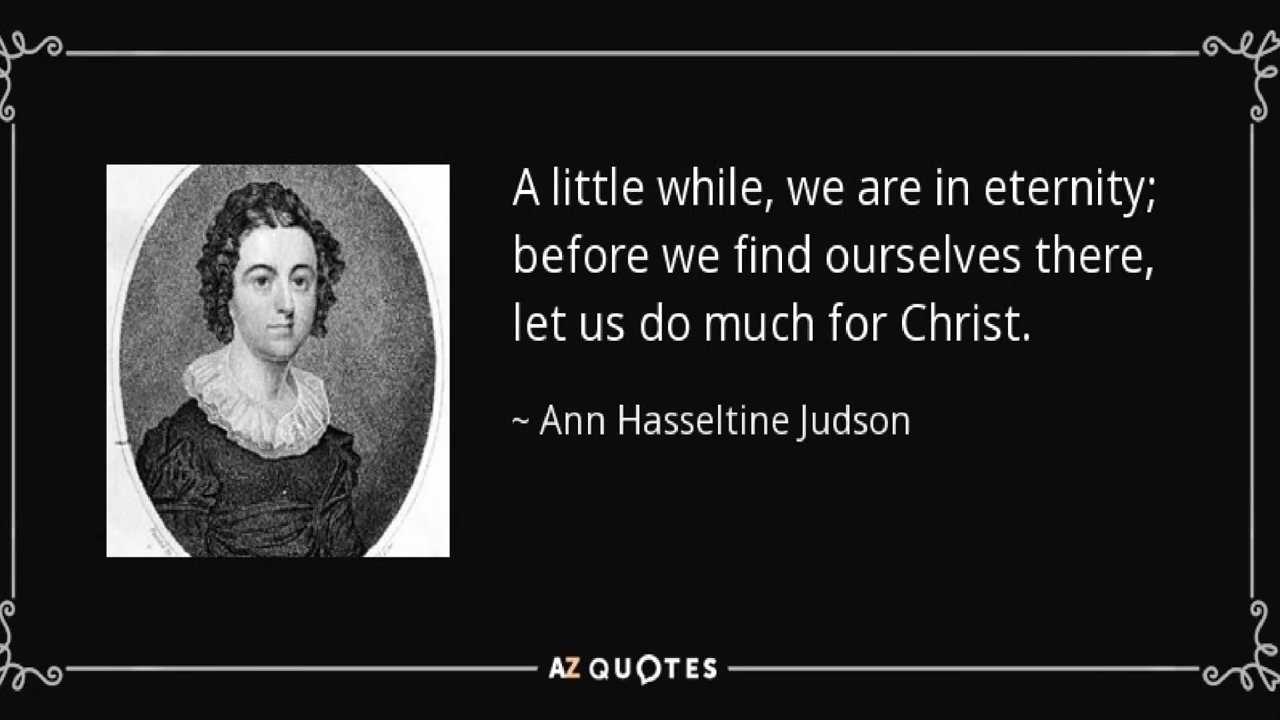 A little while, we are in eternity;
before we find ourselves there,
let us do much for Christ.
~ Ann Hasseltine Judson
AZ QUOTES